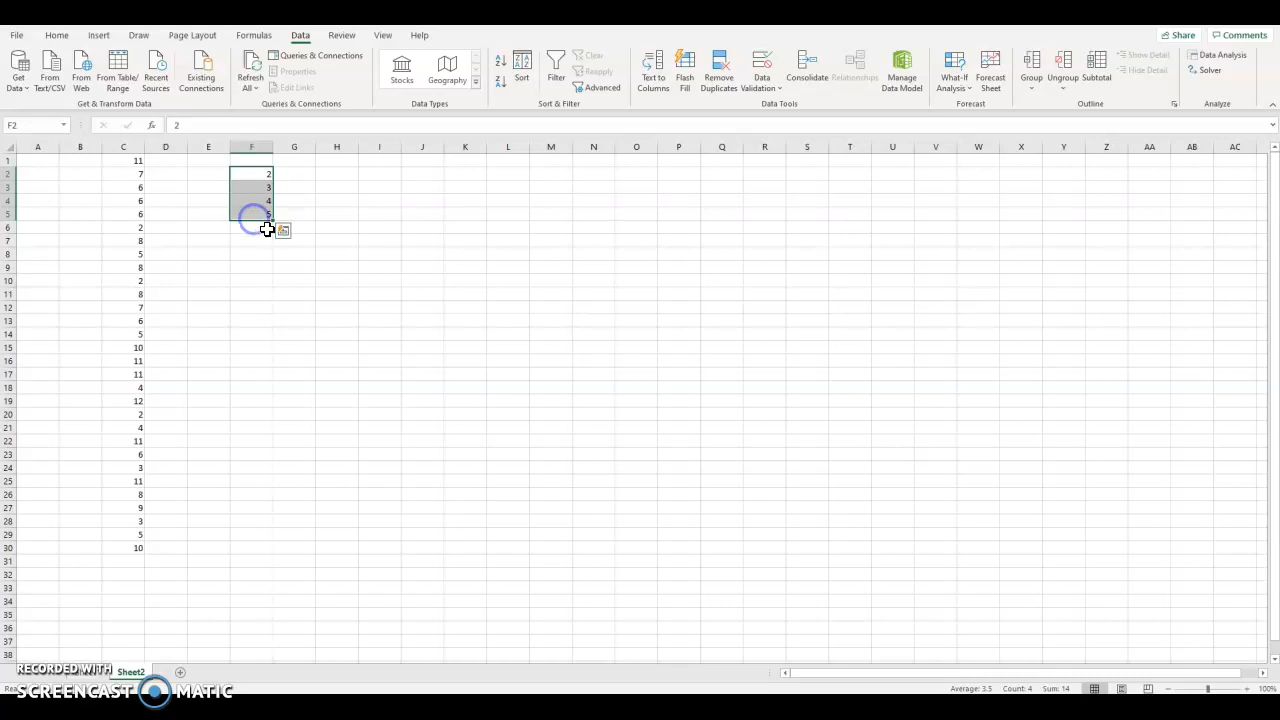 File Home Insert Draw Page Layout Formulas Data Review View Help Share Comments
Get Data From Text/CSV From Web From Table/ Range Recent Sources Existing Connections
Get & Transform Data
Refresh All Queries & Connections
Properties
Edit Links
Queries & Connections
Stocks Geography
Data Types
Sort Filter Clear
Reapply
Advanced
Sort & Filter
Text to Columns Flash Fill Remove Duplicates Data Validation Consolidate Relationships Manage Data Model
Data Tools
What-If Analysis Forecast Sheet
Forecast
Group Ungroup Subtotal Show Detail
Hide Detail
Outline
Data Analysis
Solver
Analyze
F2 fx 2
A B C D E F G H I J K L M N O P Q R S T U V W X Y Z AA AB AC
1 11
2 7 2
3 6 3
4 6 4
5 6 5
6 2
7 8
8 5
9 8
10 2
11 8
12 7
13 6
14 5
15 10
16 11
17 11
18 4
19 12
20 2
21 4
22 11
23 6
24 3
25 11
26 8
27 9
28 3
29 5
30 10
31
32
33
34
35
36
37
38
Sheet2
RECORDED WITH
SCREENCAST MATIC
Average: 3.5 Count: 4 Sum: 14 100%